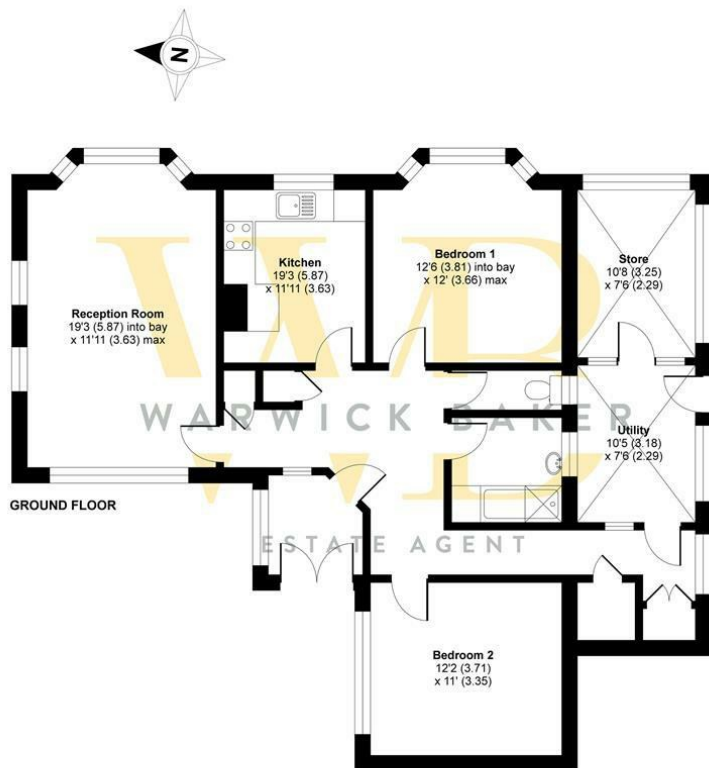 N
Reception Room
19'3 (5.87) into bay
x 11'11 (3.63) max
Kitchen
19'3 (5.87)
x 11'11 (3.63)
Bedroom 1
12'6 (3.81) into bay
x 12' (3.66) max
Store
10'8 (3.25)
x 7'6 (2.29)
WB
WARWICK BAKER
ESTATE AGENT
Utility
10'5 (3.18)
x 7'6 (2.29)
GROUND FLOOR
Bedroom 2
12'2 (3.71)
x 11' (3.35)